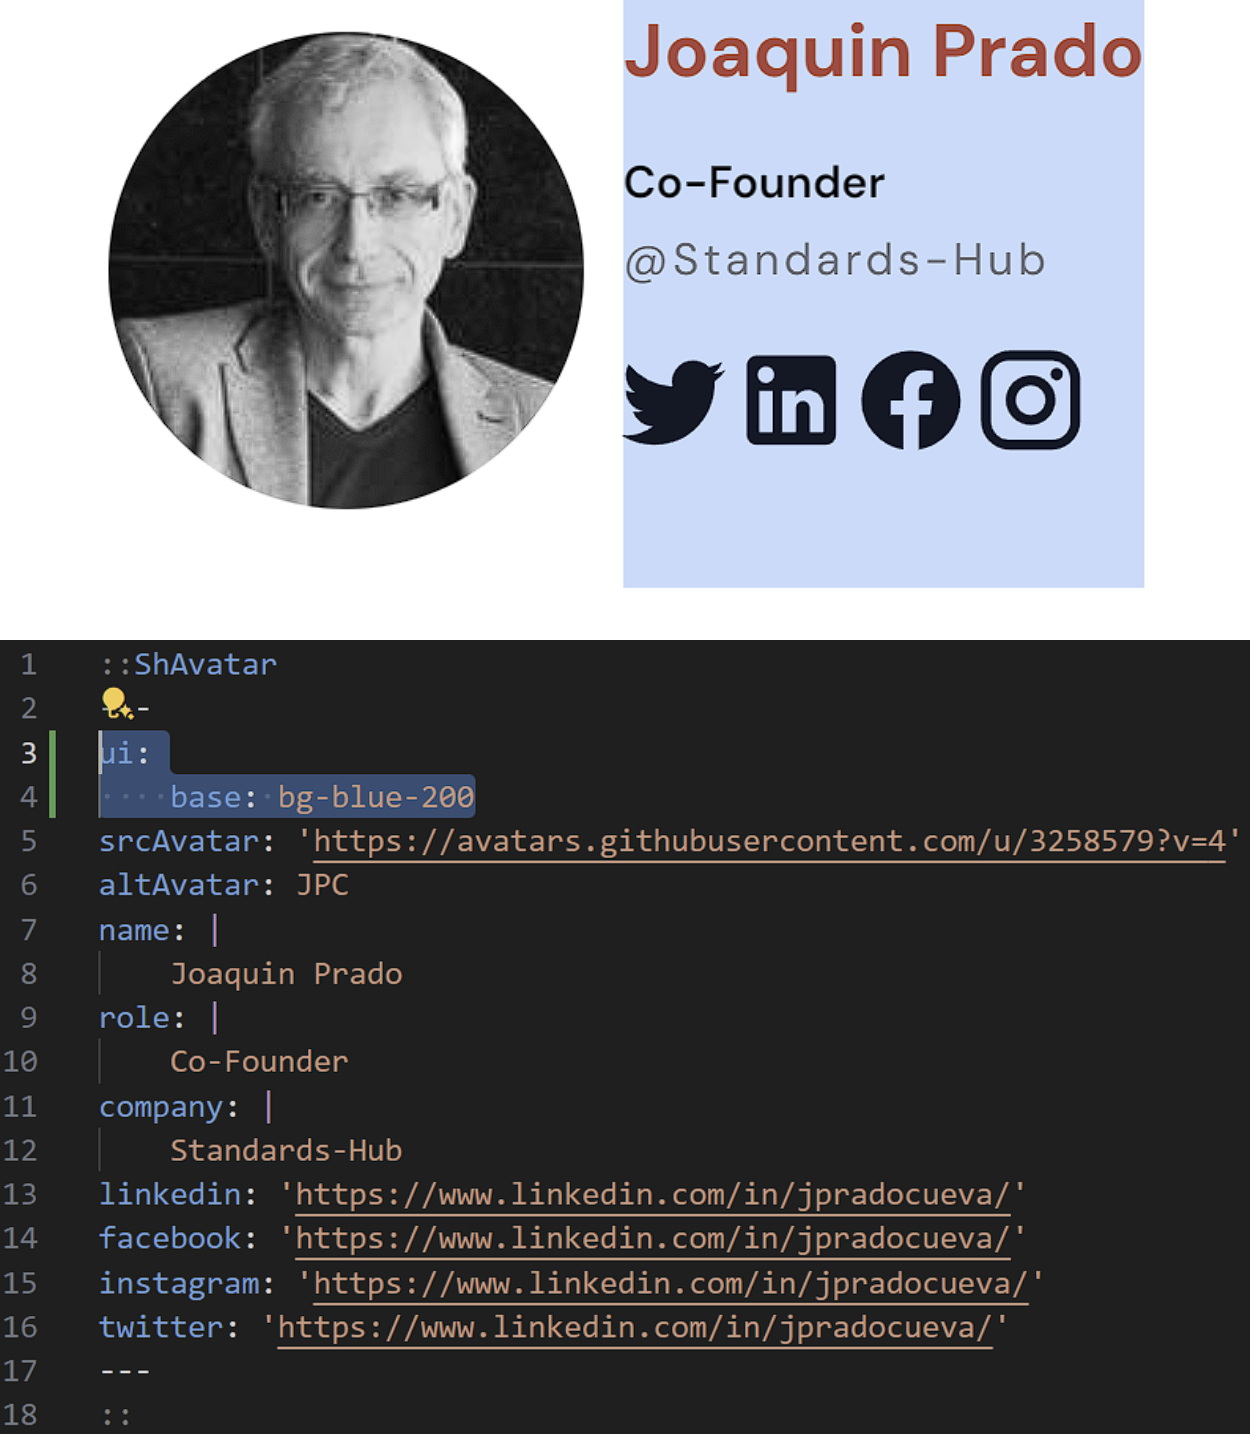 Joaquin Prado
Co-Founder
@Standards-Hub
in
f
1 ::ShAvatar
2 ---
3 ui:
4 base: bg-blue-200
5 srcAvatar: 'https://avatars.githubusercontent.com/u/3258579?v=4'
6 altAvatar: JPC
7 name: |
8 Joaquin Prado
9 role: |
10 Co-Founder
11 company: |
12 Standards-Hub
13 linkedin: 'https://www.linkedin.com/in/jpradocueva/'
14 facebook: 'https://www.linkedin.com/in/jpradocueva/'
15 instagram: 'https://www.linkedin.com/in/jpradocueva/'
16 twitter: 'https://www.linkedin.com/in/jpradocueva/'
17 ---
18 ::